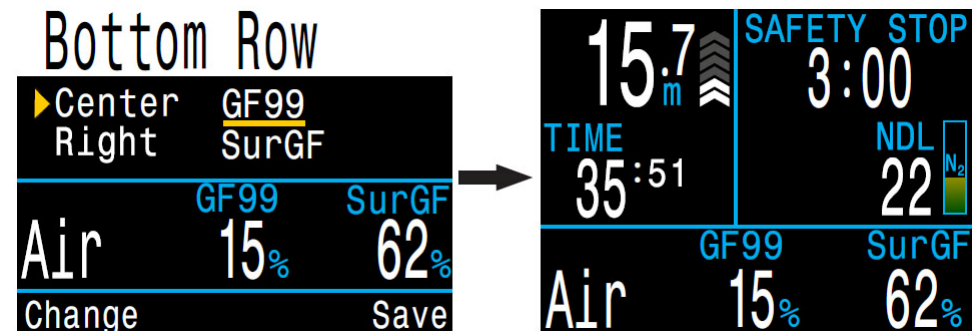 Bottom Row
Center GF99
Right SurGF
GF99 SurGF
Air 15% 62%
Change Save
15.7m
SAFETY STOP
3:00
TIME
35:51
NDL
22
N2
GF99 SurGF
Air 15% 62%